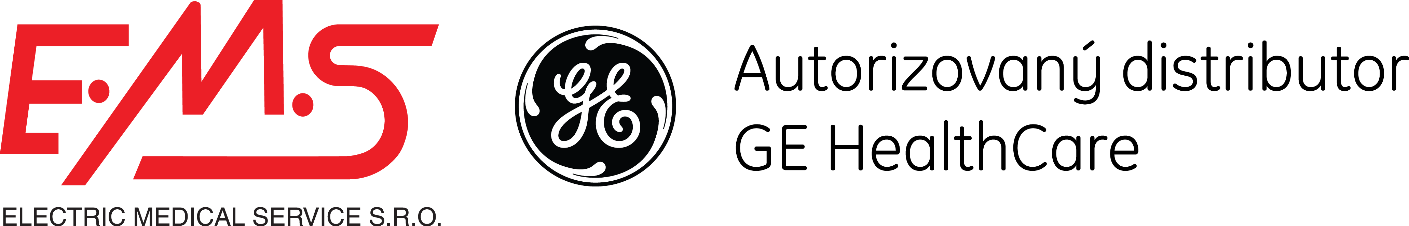 E.M.S
ELECTRIC MEDICAL SERVICE S.R.O.
GE
Autorizovaný distributor
GE HealthCare